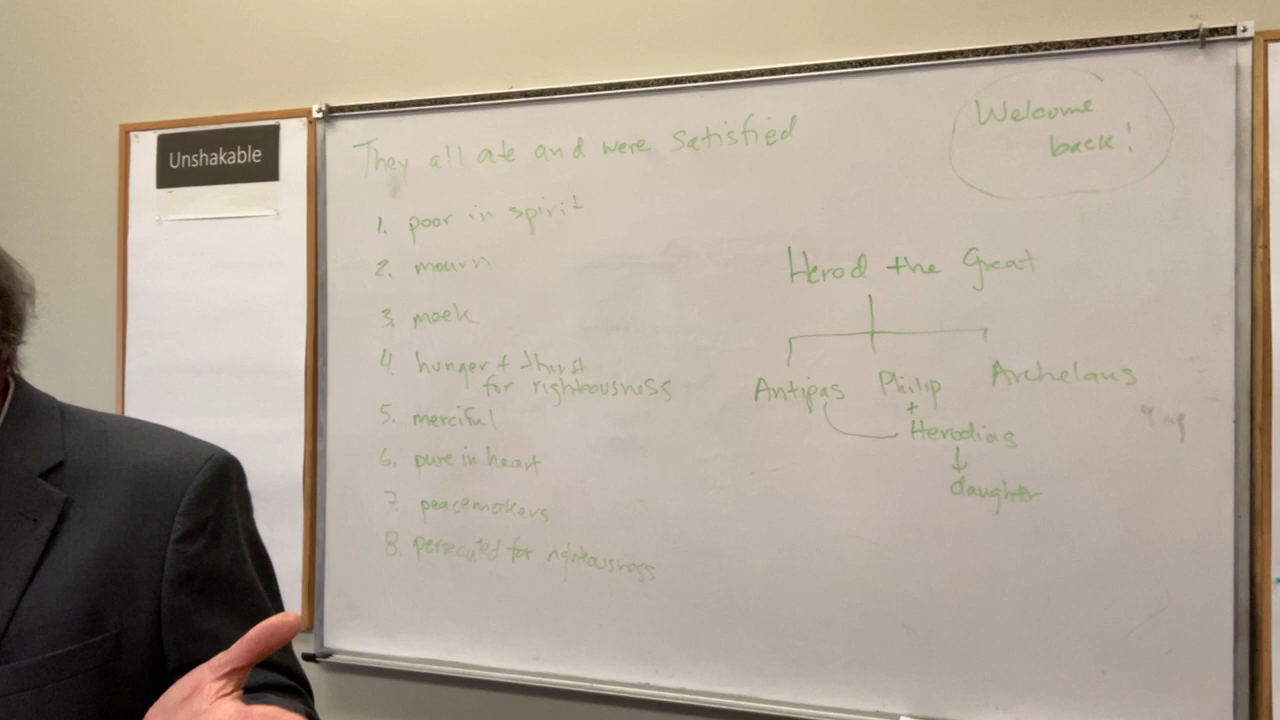 Unshakable
They all ate and were satisfied
Welcome
back!
1. poor in spirit
2. mourn
3. meek
4. hunger + thirst
for righteousness
5. merciful
6. pure in heart
7. peacemakers
8. persecuted for righteousness
Herod the Great
Antipas Philip Archelaus
+
Herodias
daughter